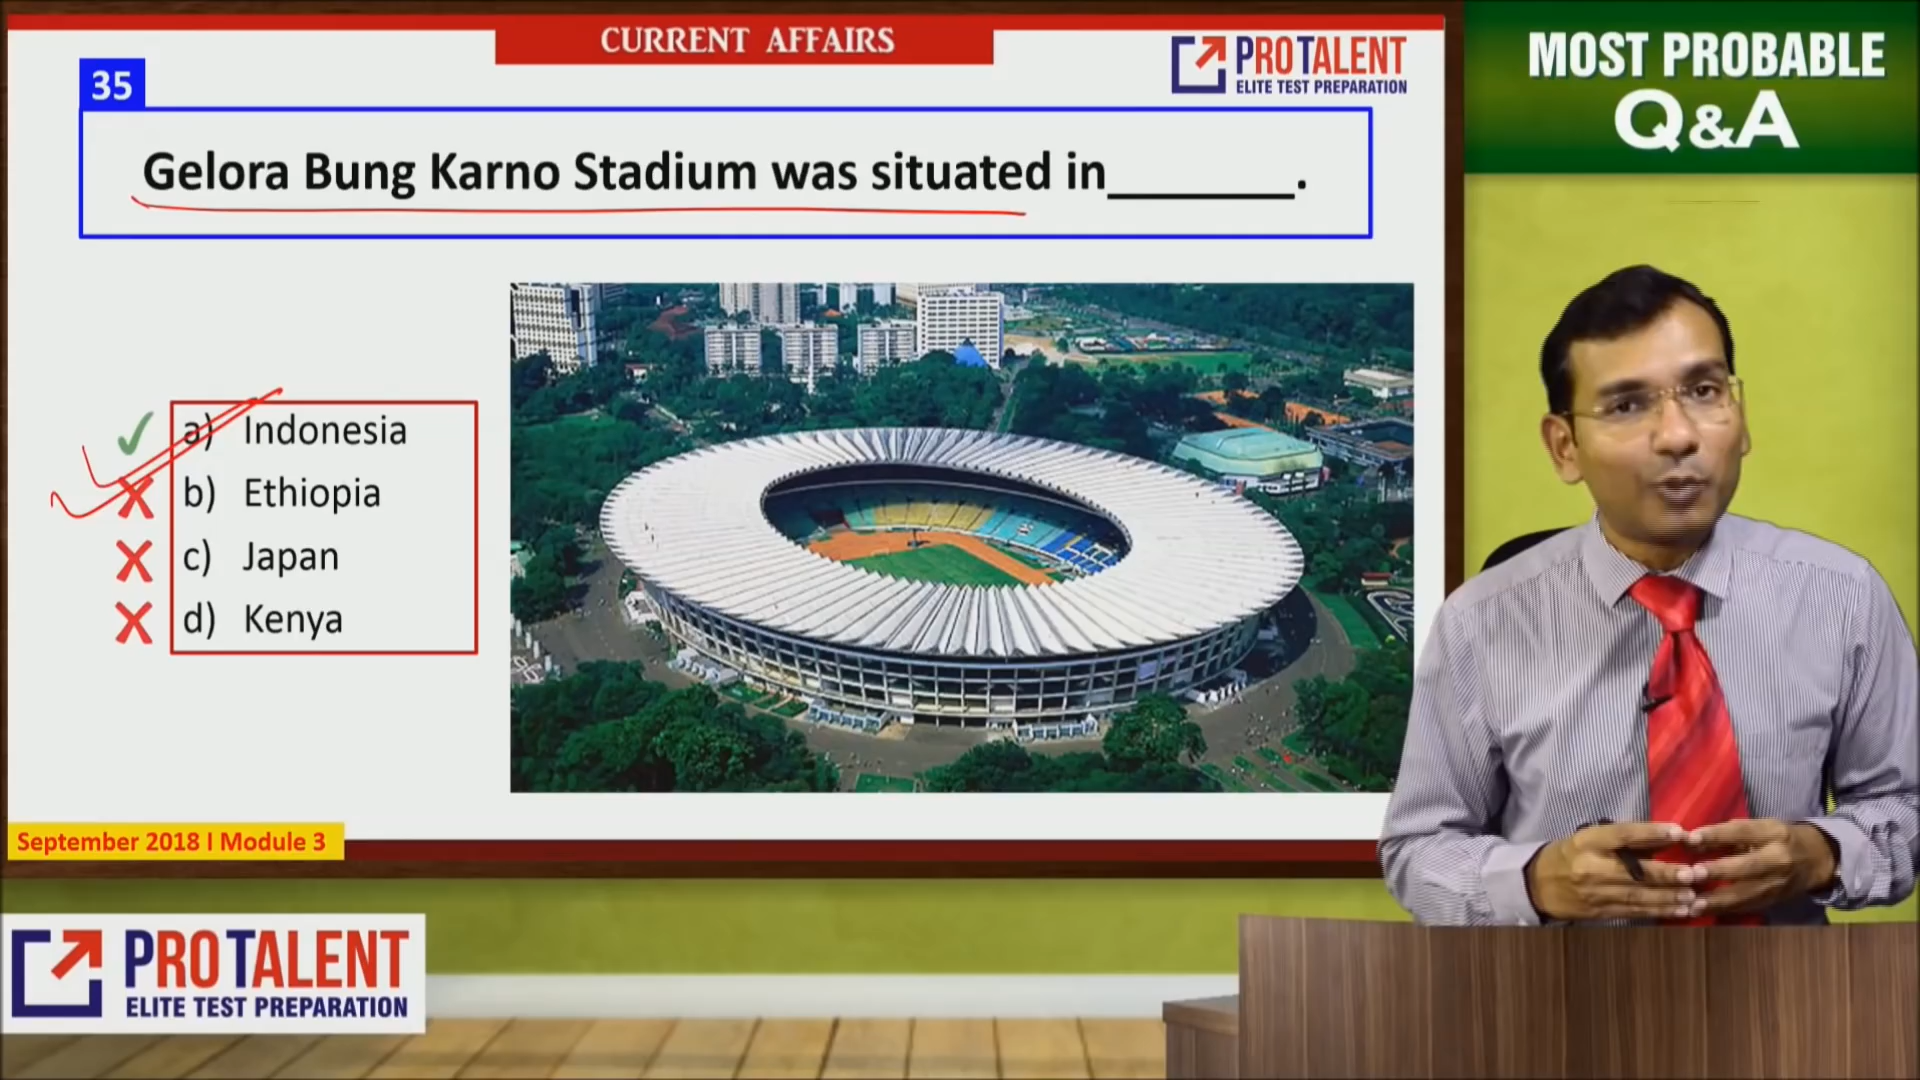 CURRENT AFFAIRS
PROTALENT
ELITE TEST PREPARATION
MOST PROBABLE
Q&A
35
Gelora Bung Karno Stadium was situated in_______.
a) Indonesia
b) Ethiopia
c) Japan
d) Kenya
September 2018 I Module 3
PROTALENT
ELITE TEST PREPARATION